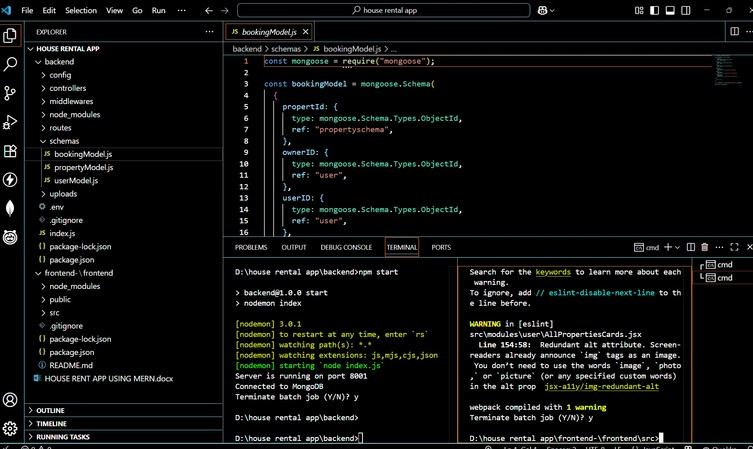 File Edit Selection View Go Run ···
house rental app
EXPLORER
HOUSE RENTAL APP
backend
config
controllers
middlewares
node_modules
routes
schemas
JS bookingModel.js
JS propertyModel.js
JS userModel.js
uploads
.env
.gitignore
JS index.js
{} package-lock.json
{} package.json
frontend- \ frontend
node_modules
public
src
.gitignore
{} package-lock.json
{} package.json
README.md
HOUSE RENT APP USING MERN.docx
OUTLINE
TIMELINE
RUNNING TASKS
JS bookingModel.js
backend > schemas > JS bookingModel.js > ...
1 const mongoose = require("mongoose");
2
3 const bookingModel = mongoose.Schema(
4 {
5 propertId: {
6 type: mongoose.Schema.Types.ObjectId,
7 ref: "propertyschema",
8 },
9 ownerID: {
10 type: mongoose.Schema.Types.ObjectId,
11 ref: "user",
12 },
13 userID: {
14 type: mongoose.Schema.Types.ObjectId,
15 ref: "user",
16 },
PROBLEMS OUTPUT DEBUG CONSOLE TERMINAL PORTS
cmd
D:\house rental app\backend>npm start
> backend@1.0.0 start
> nodemon index
[nodemon] 3.0.1
[nodemon] to restart at any time, enter `rs`
[nodemon] watching path(s): *.*
[nodemon] watching extensions: js,mjs,cjs,json
[nodemon] starting `node index.js`
Server is running on port 8001
Connected to MongoDB
Terminate batch job (Y/N)? y
D:\house rental app\backend>
D:\house rental app\backend>
Search for the keywords to learn more about each
warning.
To ignore, add // eslint-disable-next-line to th
e line before.
WARNING in [eslint]
src\modules\user\AllPropertiesCards.jsx
Line 154:58: Redundant alt attribute. Screen-
readers already announce `img` tags as an image.
You don’t need to use the words `image`, `photo
,` or `picture` (or any specified custom words)
in the alt prop jsx-a11y/img-redundant-alt
webpack compiled with 1 warning
Terminate batch job (Y/N)? y
D:\house rental app\frontend-\frontend\src>
cmd
cmd